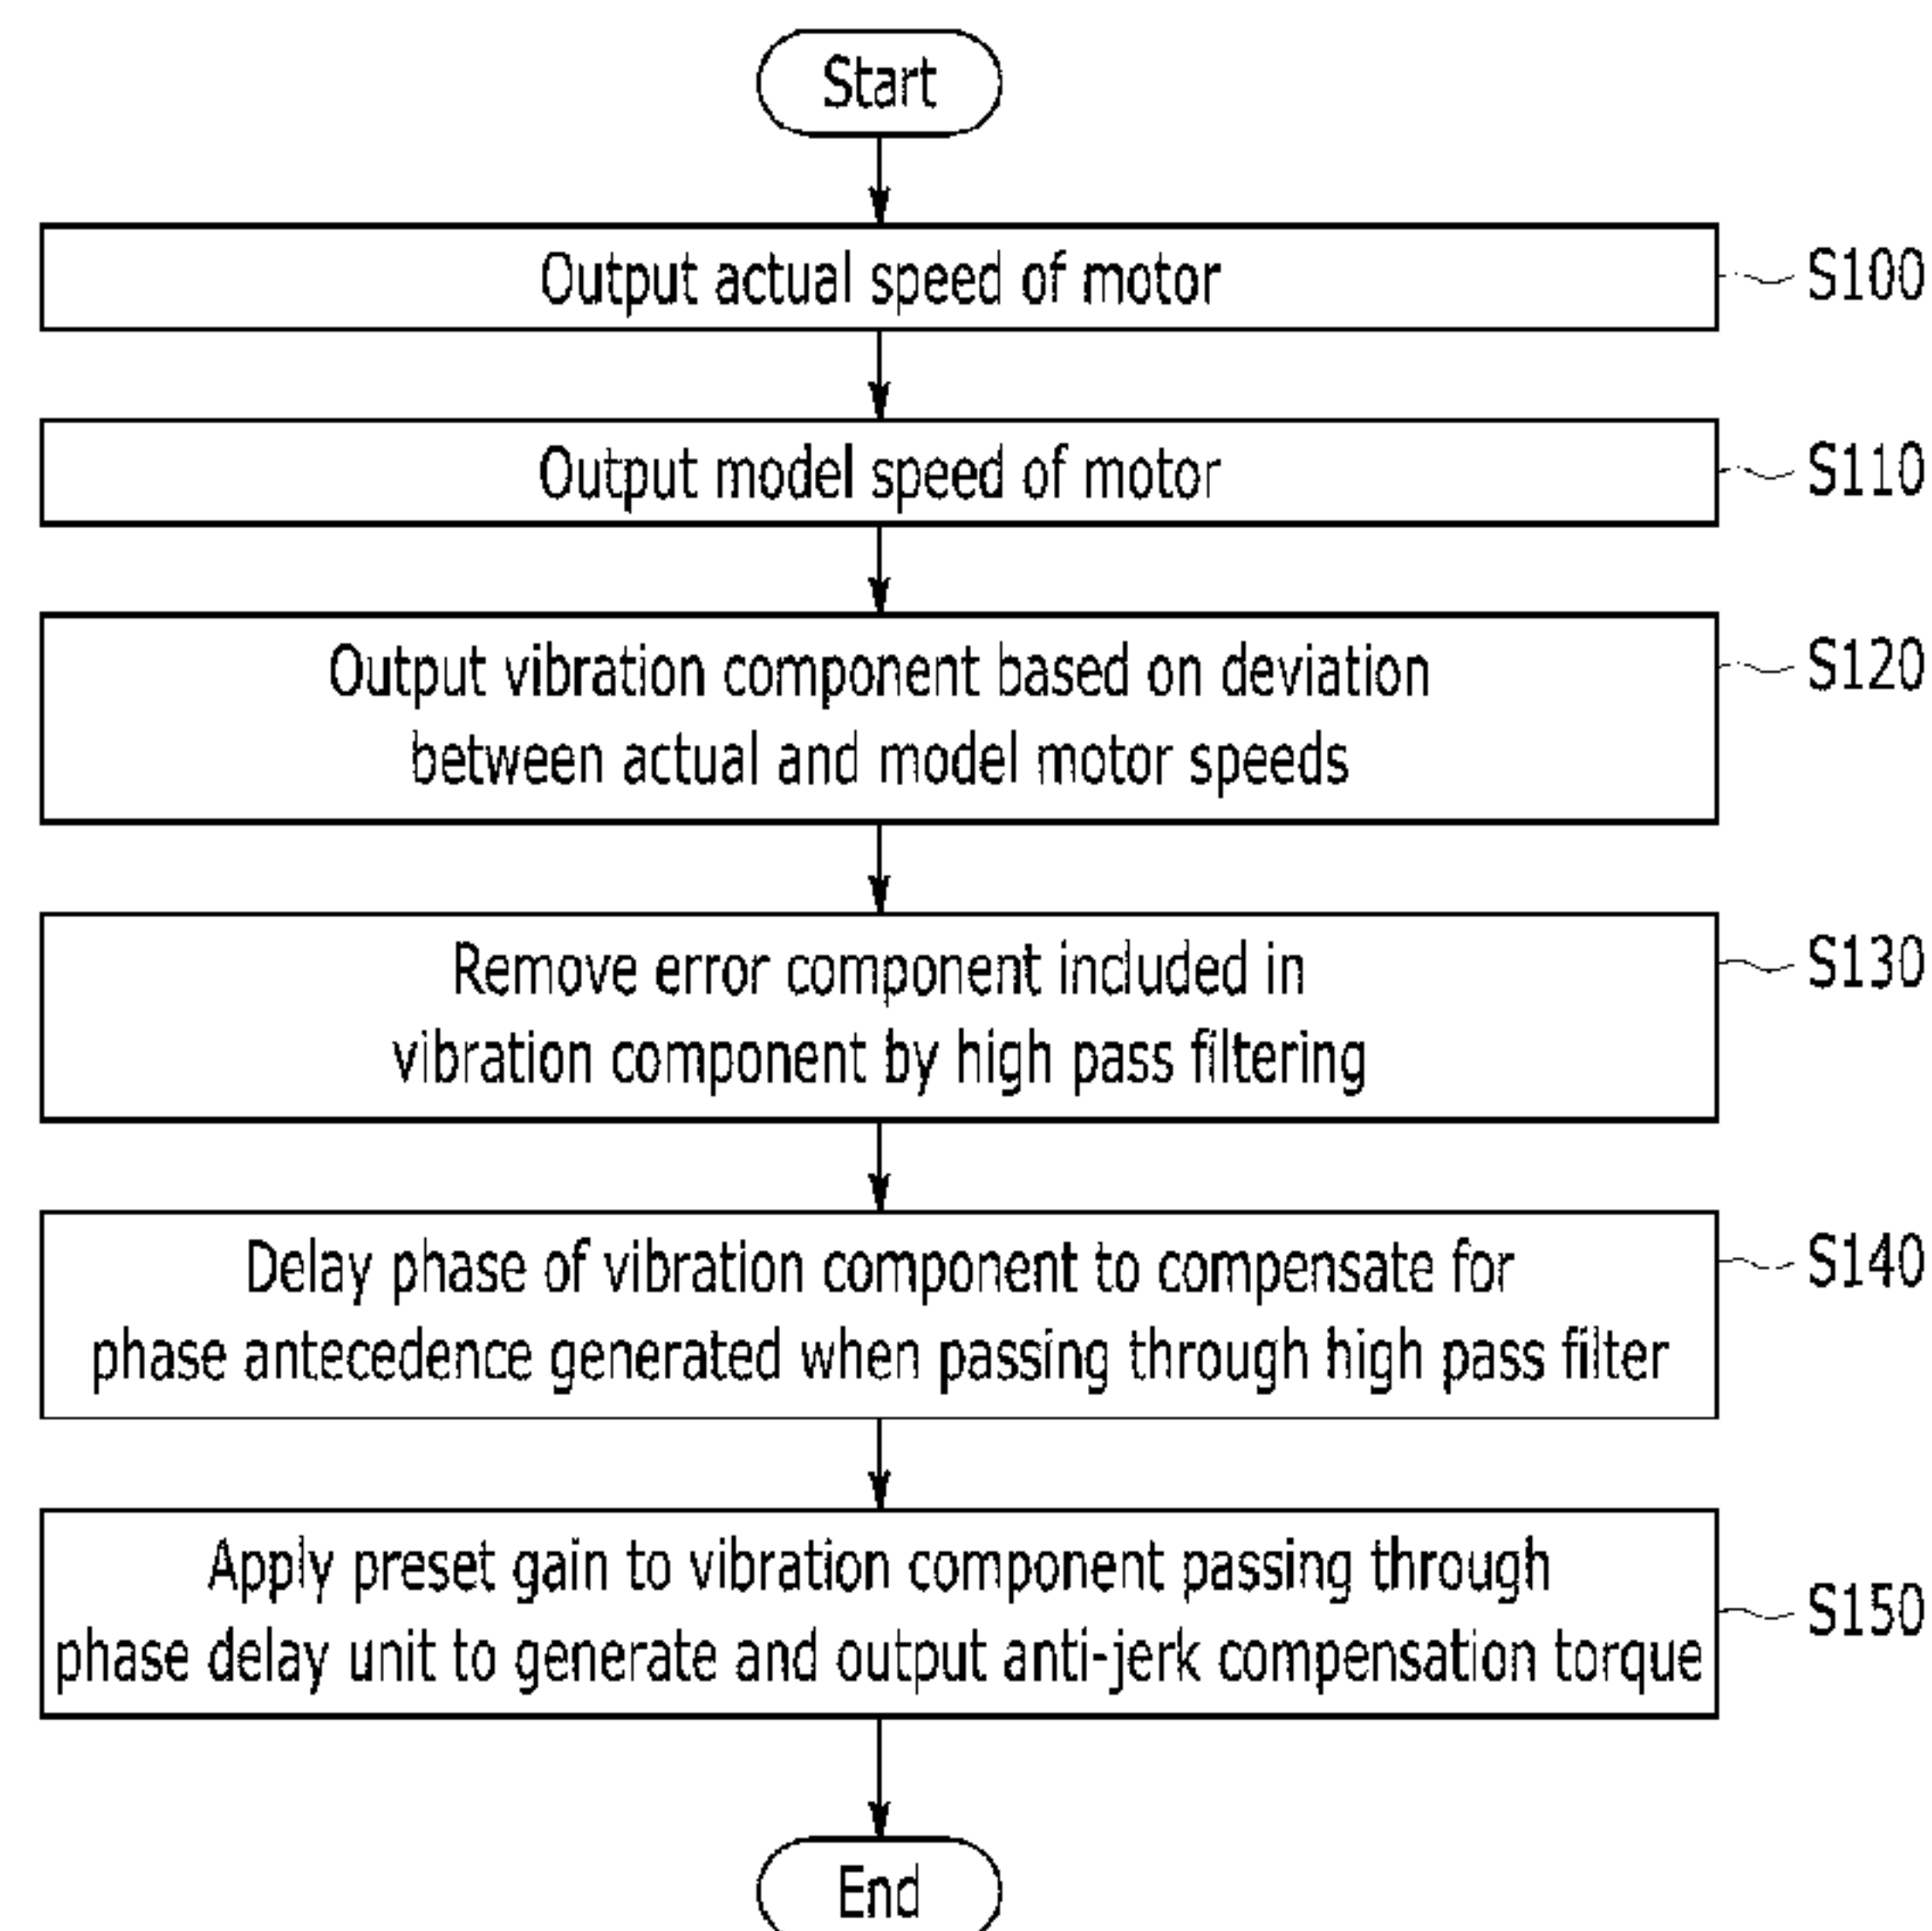 Start
Output actual speed of motor
S100
Output model speed of motor
S110
Output vibration component based on deviation
between actual and model motor speeds
S120
Remove error component included in
vibration component by high pass filtering
S130
Delay phase of vibration component to compensate for
phase antecedence generated when passing through high pass filter
S140
Apply preset gain to vibration component passing through
phase delay unit to generate and output anti-jerk compensation torque
S150
End